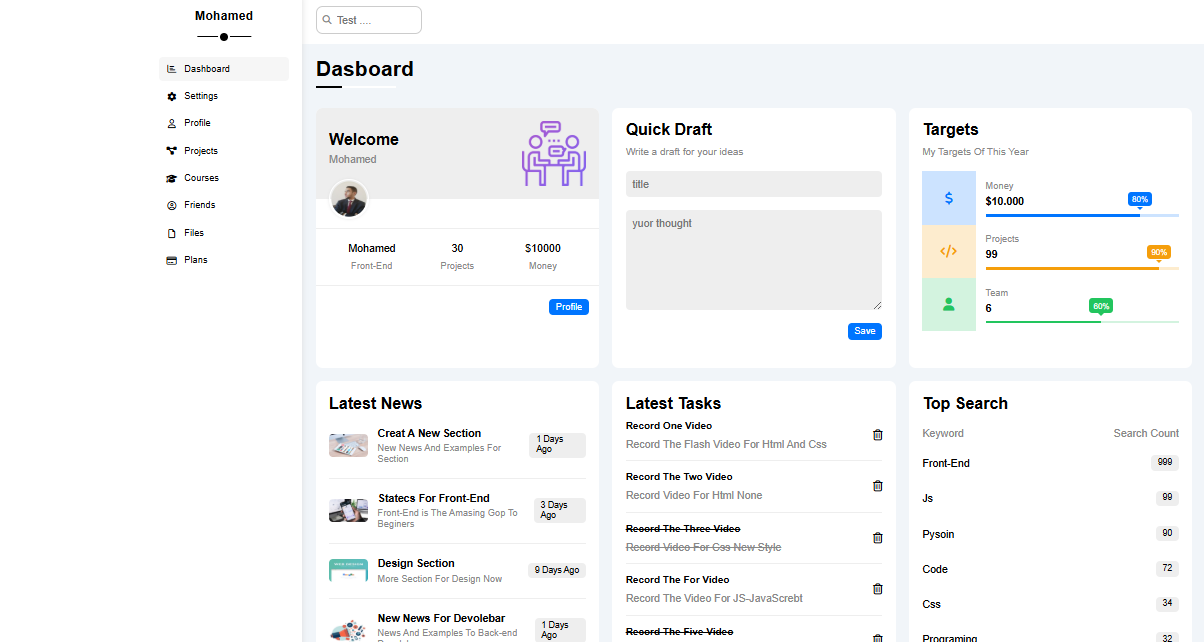 Mohamed
Dashboard
Settings
Profile
Projects
Courses
Friends
Files
Plans
Test ....
Dasboard
Welcome
Mohamed
Mohamed
Front-End
30
Projects
$10000
Money
Profile
Quick Draft
Write a draft for your ideas
title
yuor thought
Save
Targets
My Targets Of This Year
$
Money
$10.000
80%
</>
Projects
99
90%
Team
6
60%
Latest News
Creat A New Section
New News And Examples For
Section
1 Days
Ago
Statecs For Front-End
Front-End is The Amasing Gop To
Beginers
3 Days
Ago
Design Section
More Section For Design Now
9 Days Ago
New News For Devolebar
News And Examples To Back-end
1 Days
Ago
Latest Tasks
Record One Video
Record The Flash Video For Html And Css
Record The Two Video
Record Video For Html None
Record The Three Video
Record Video For Css New Style
Record The For Video
Record The Video For JS-JavaScrebt
Record The Five Video
Top Search
Keyword Search Count
Front-End 999
Js 99
Pysoin 90
Code 72
Css 34
Programing 32